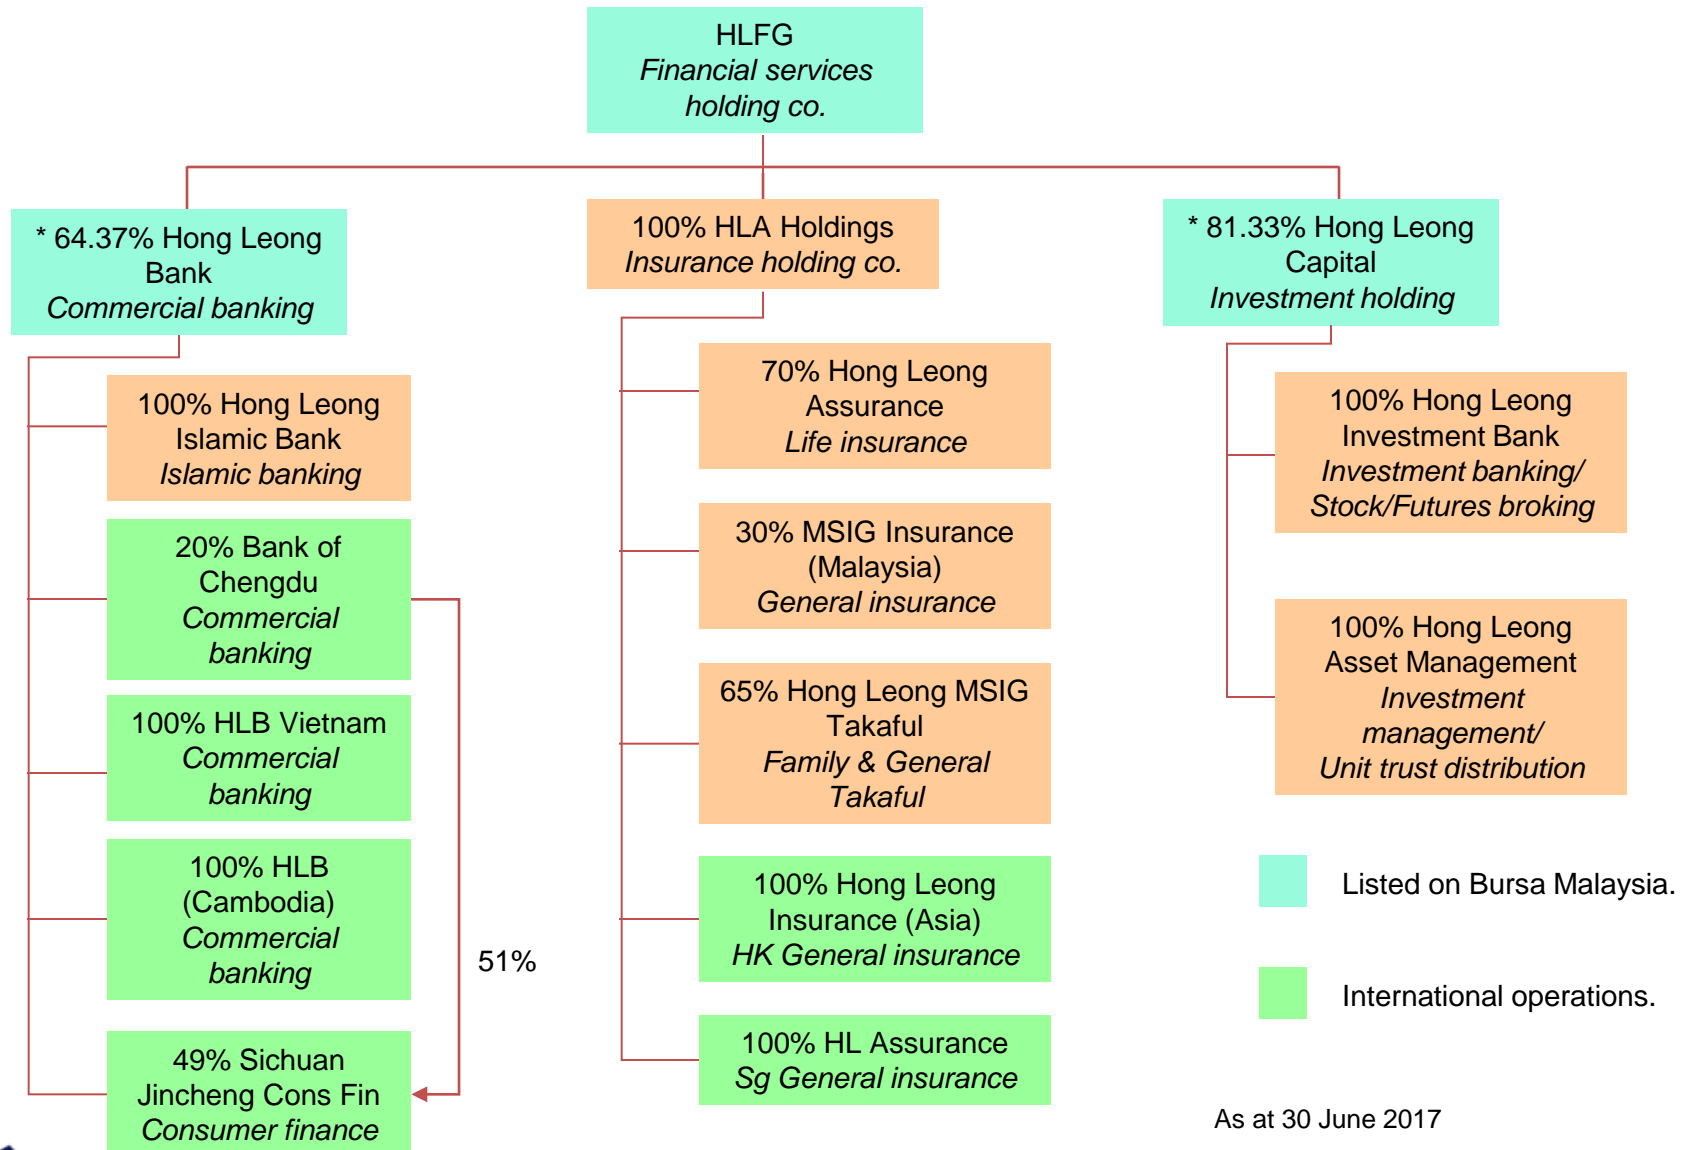 HLFG
Financial services
holding co.
* 64.37% Hong Leong
Bank
Commercial banking
100% Hong Leong
Islamic Bank
Islamic banking
20% Bank of
Chengdu
Commercial
banking
100% HLB Vietnam
Commercial
banking
100% HLB
(Cambodia)
Commercial
banking
49% Sichuan
Jincheng Cons Fin
Consumer finance
51%
100% HLA Holdings
Insurance holding co.
70% Hong Leong
Assurance
Life insurance
30% MSIG Insurance
(Malaysia)
General insurance
65% Hong Leong MSIG
Takaful
Family & General
Takaful
100% Hong Leong
Insurance (Asia)
HK General insurance
100% HL Assurance
Sg General insurance
* 81.33% Hong Leong
Capital
Investment holding
100% Hong Leong
Investment Bank
Investment banking/
Stock/Futures broking
100% Hong Leong
Asset Management
Investment
management/
Unit trust distribution
Listed on Bursa Malaysia.
International operations.
As at 30 June 2017